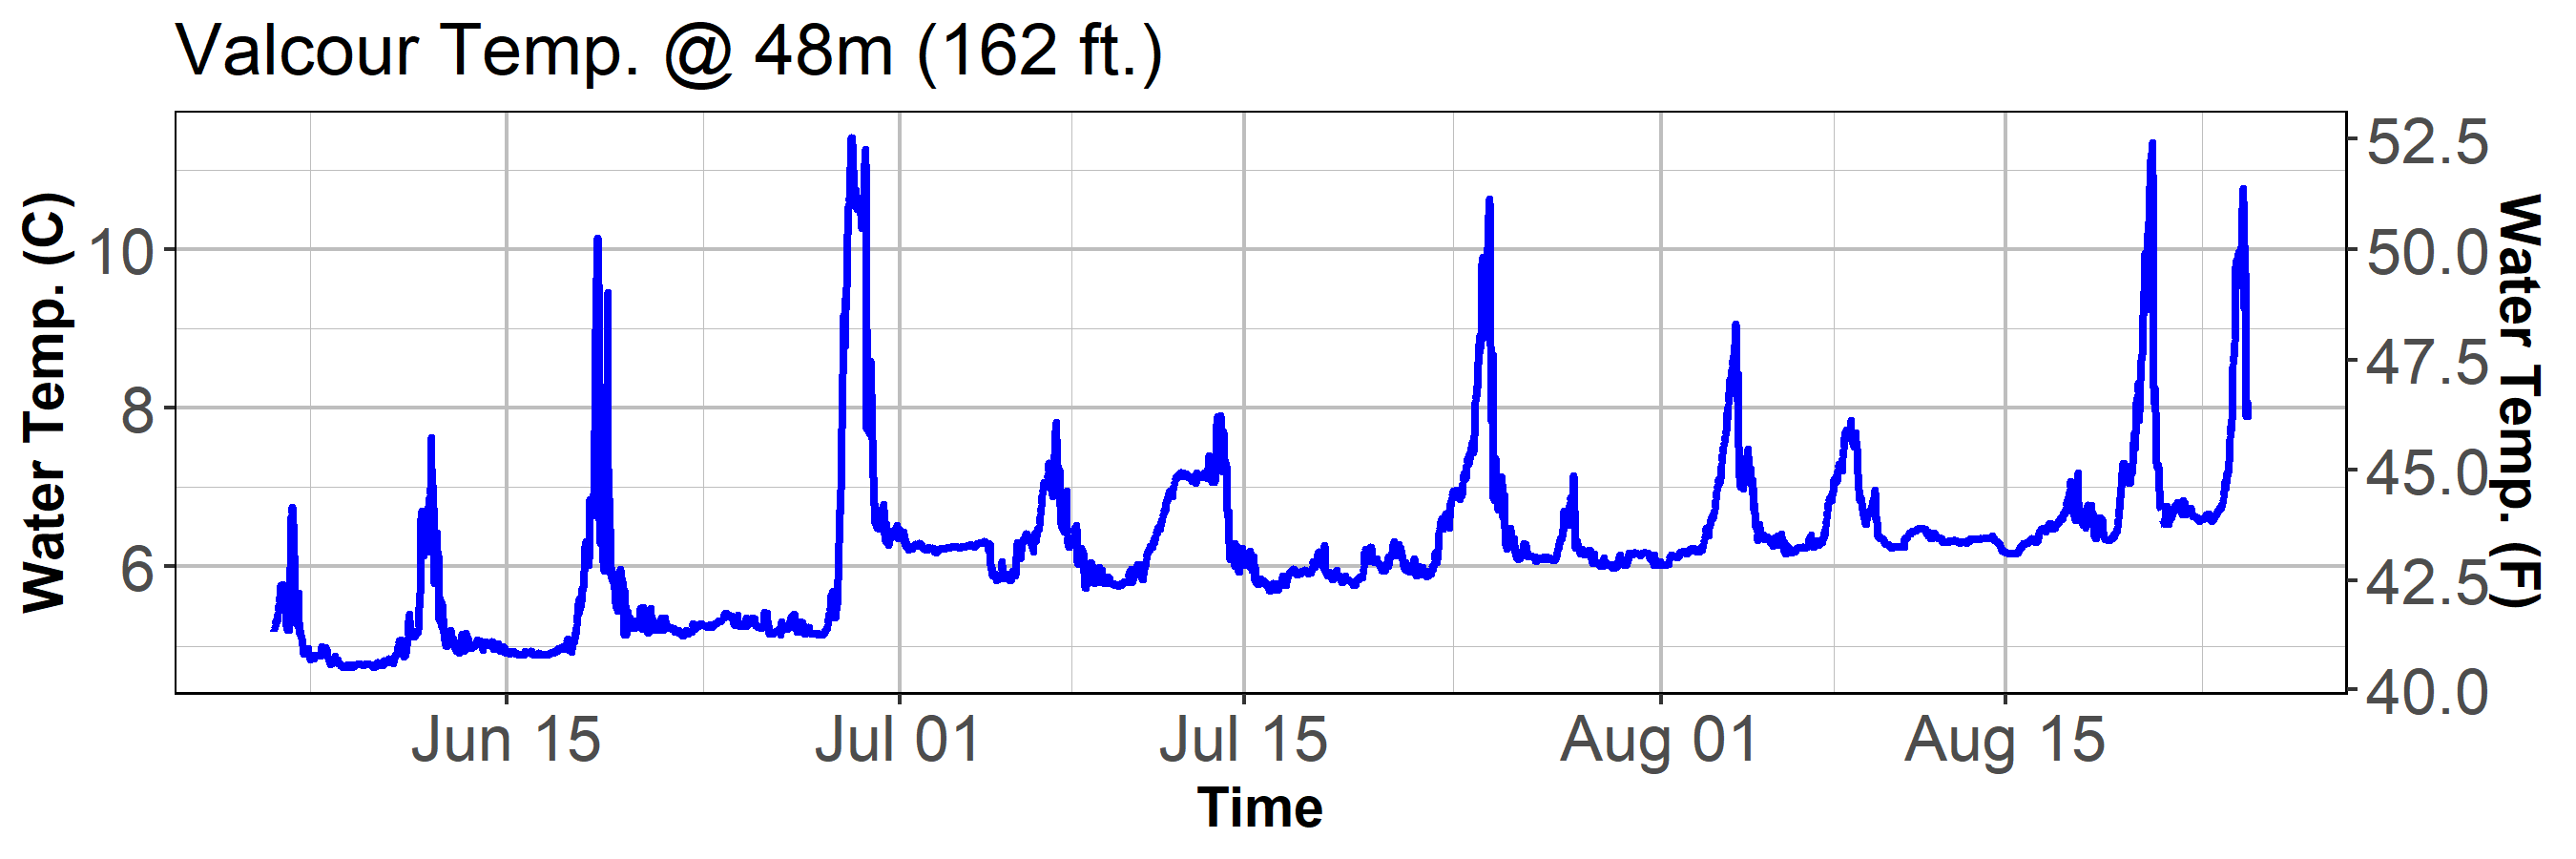 Valcour Temp. @ 48m (162 ft.)
Water Temp. (C)
10
8
6
52.5
50.0
47.5
45.0
42.5
40.0
Water Temp. (F)
Jun 15
Jul 01
Jul 15
Aug 01
Aug 15
Time